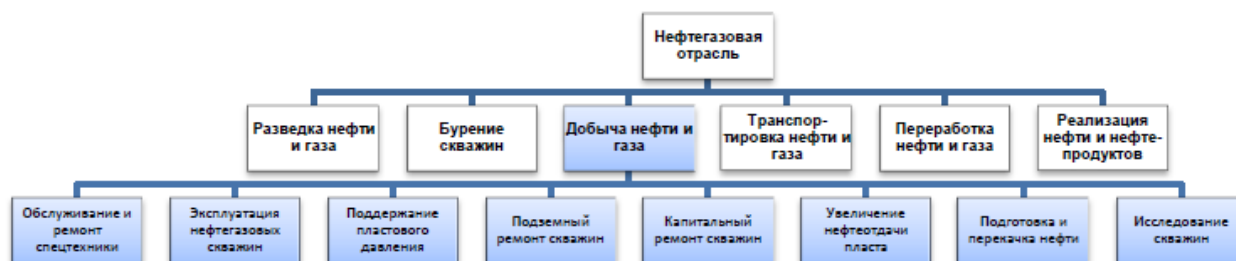 Нефтегазовая
отрасль
Разведка нефти
и газа
Бурение
скважин
Добыча нефти и
газа
Транспор-
тировка нефти и
газа
Переработка
нефти и газа
Реализация
нефти и нефте-
продуктов
Обслуживание и
ремонт
спецтехники
Эксплуатация
нефтегазовых
скважин
Поддержание
пластового
давления
Подземный
ремонт скважин
Капитальный
ремонт скважин
Увеличение
нефтеотдачи
пласта
Подготовка и
перекачка нефти
Исследование
скважин